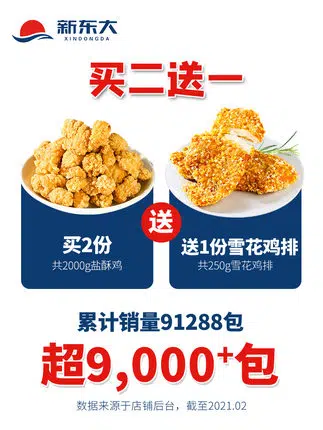 新东大
XINDONGDA
买二送一
买2份
共2000g盐酥鸡
送
送1份雪花鸡排
共250g雪花鸡排
累计销量91288包
超9,000⁺包
数据来源于店铺后台，截至2021.02